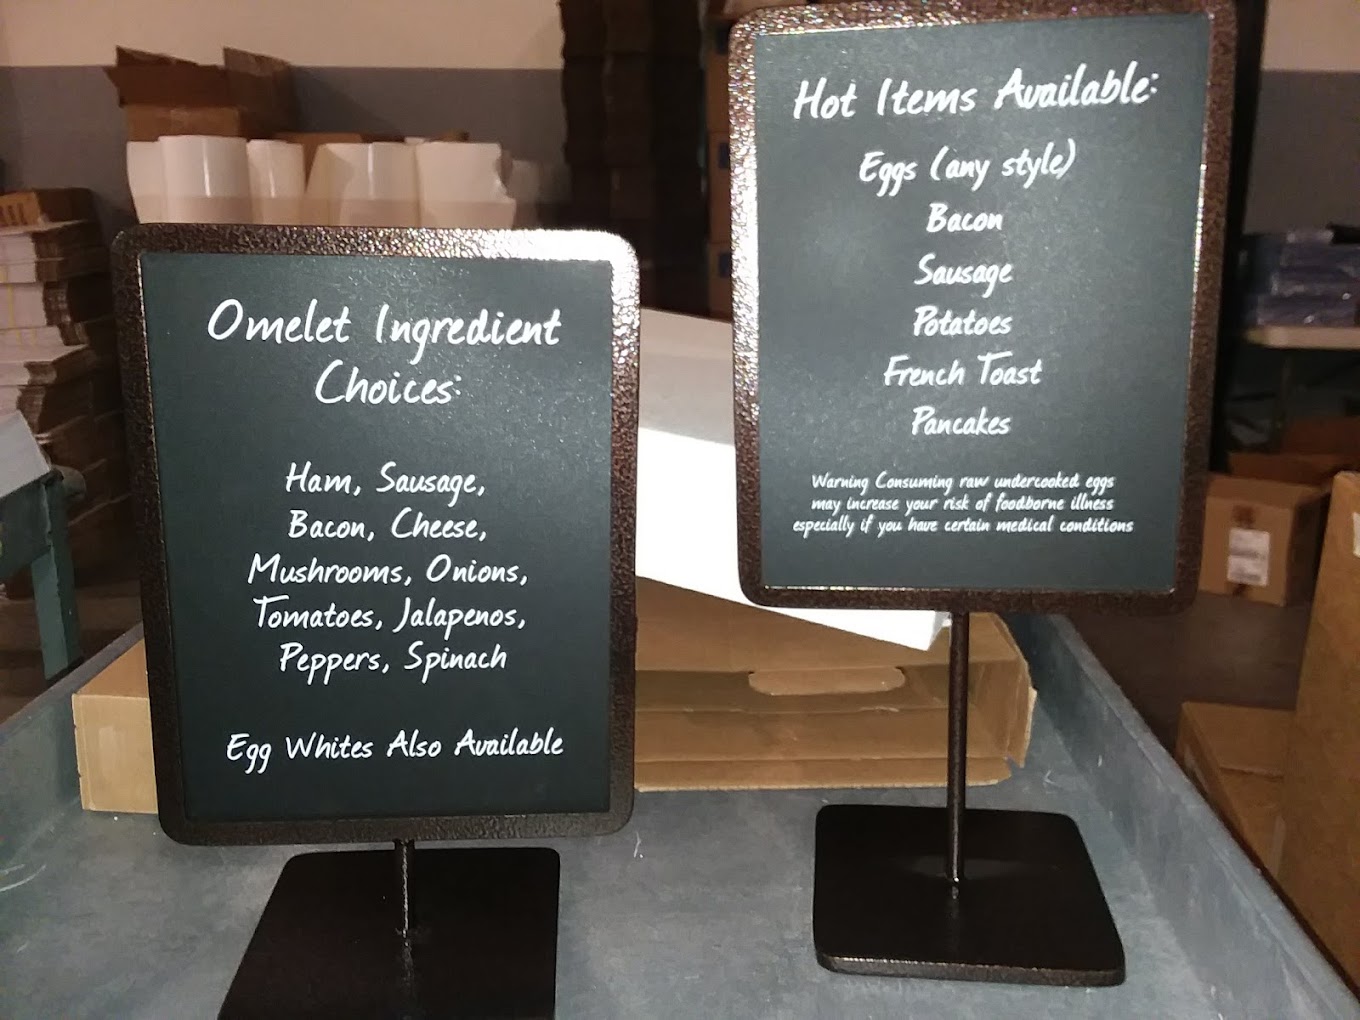 Omelet Ingredient
Choices:
Ham, Sausage,
Bacon, Cheese,
Mushrooms, Onions,
Tomatoes, Jalapenos,
Peppers, Spinach
Egg Whites Also Available
Hot Items Available:
Eggs (any style)
Bacon
Sausage
Potatoes
French Toast
Pancakes
Warning Consuming raw undercooked eggs
may increase your risk of foodborne illness
especially if you have certain medical conditions